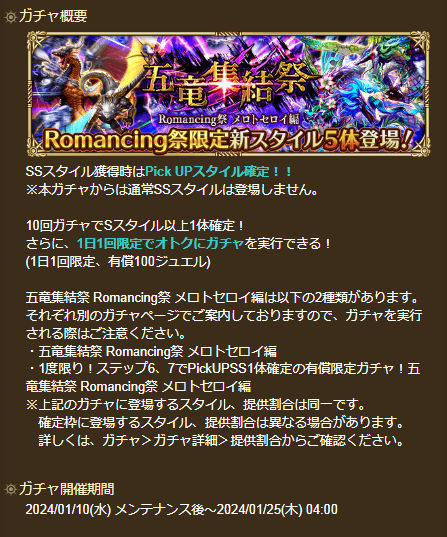 ガチャ概要
五竜集結祭
Romancing祭 メロトセロイ編
Romancing祭限定新スタイル5体登場!!
SSスタイル獲得時はPick UPスタイル確定！！
※本ガチャからは通常SSスタイルは登場しません。
10回ガチャでSスタイル以上1体確定！
さらに、1日1回限定でオトクにガチャを実行できる！
(1日1回限定、有償100ジュエル)
五竜集結祭 Romancing祭 メロトセロイ編は以下の2種類があります。
それぞれ別のガチャページでご案内しておりますので、ガチャを実行
される際はご注意ください。
・五竜集結祭 Romancing祭 メロトセロイ編
・1度限り！ステップ6、7でPickUPSS1体確定の有償限定ガチャ！五
竜集結祭 Romancing祭 メロトセロイ編
※上記のガチャに登場するスタイル、提供割合は同一です。
確定枠に登場するスタイル、提供割合は異なる場合があります。
詳しくは、ガチャ＞ガチャ詳細＞提供割合からご確認ください。
ガチャ開催期間
2024/01/10(水) メンテナンス後～2024/01/25(木) 04:00